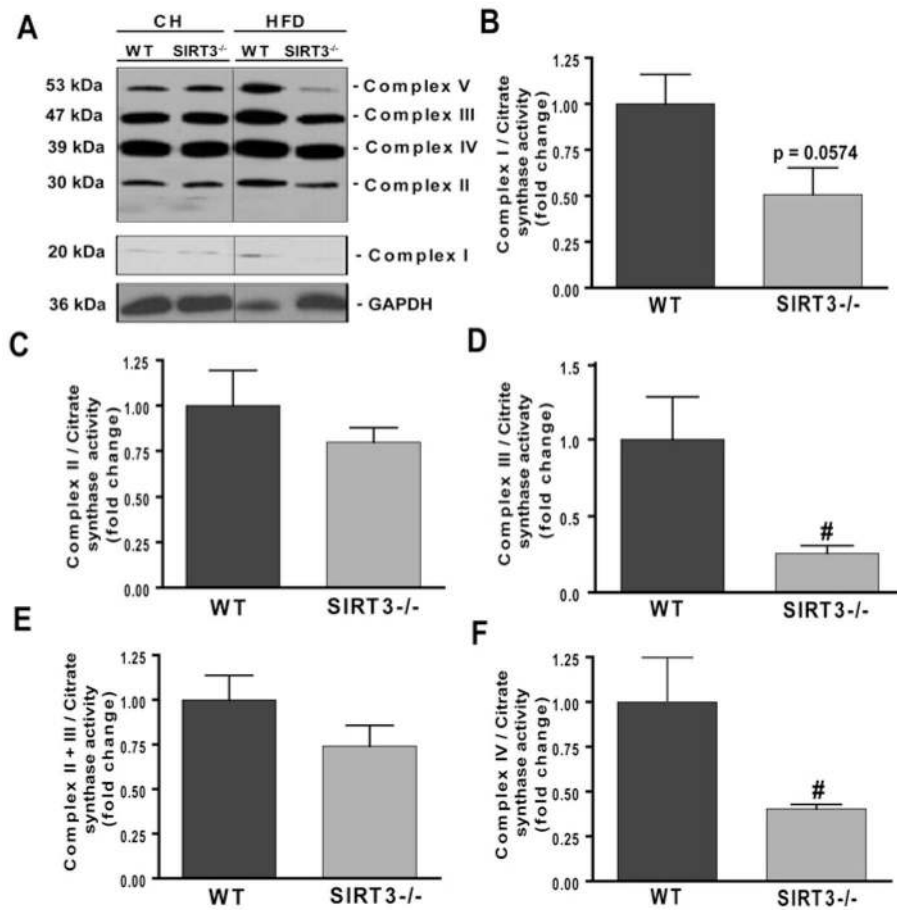 A
CH HFD
WT SIRT3-/- WT SIRT3-/-
53 kDa - Complex V
47 kDa - Complex III
39 kDa - Complex IV
30 kDa - Complex II
20 kDa - Complex I
36 kDa - GAPDH
B
Complex I / Citrate
synthase activity
(fold change)
1.25
1.00
0.75
0.50
0.25
0.00
p = 0.0574
WT SIRT3-/-
C
Complex II / Citrate
synthase activity
(fold change)
1.25
1.00
0.75
0.50
0.25
0.00
WT SIRT3-/-
D
Complex III / Citrite
synthase activaty
(fold change)
1.5
1.0
0.5
0.0
#
WT SIRT3-/-
E
Complex II + III / Citrate
synthase activity
(fold change)
1.25
1.00
0.75
0.50
0.25
0.00
WT SIRT3-/-
F
Complex IV / Citrate
synthase activity
(fold change)
1.25
1.00
0.75
0.50
0.25
0.00
#
WT SIRT3-/-